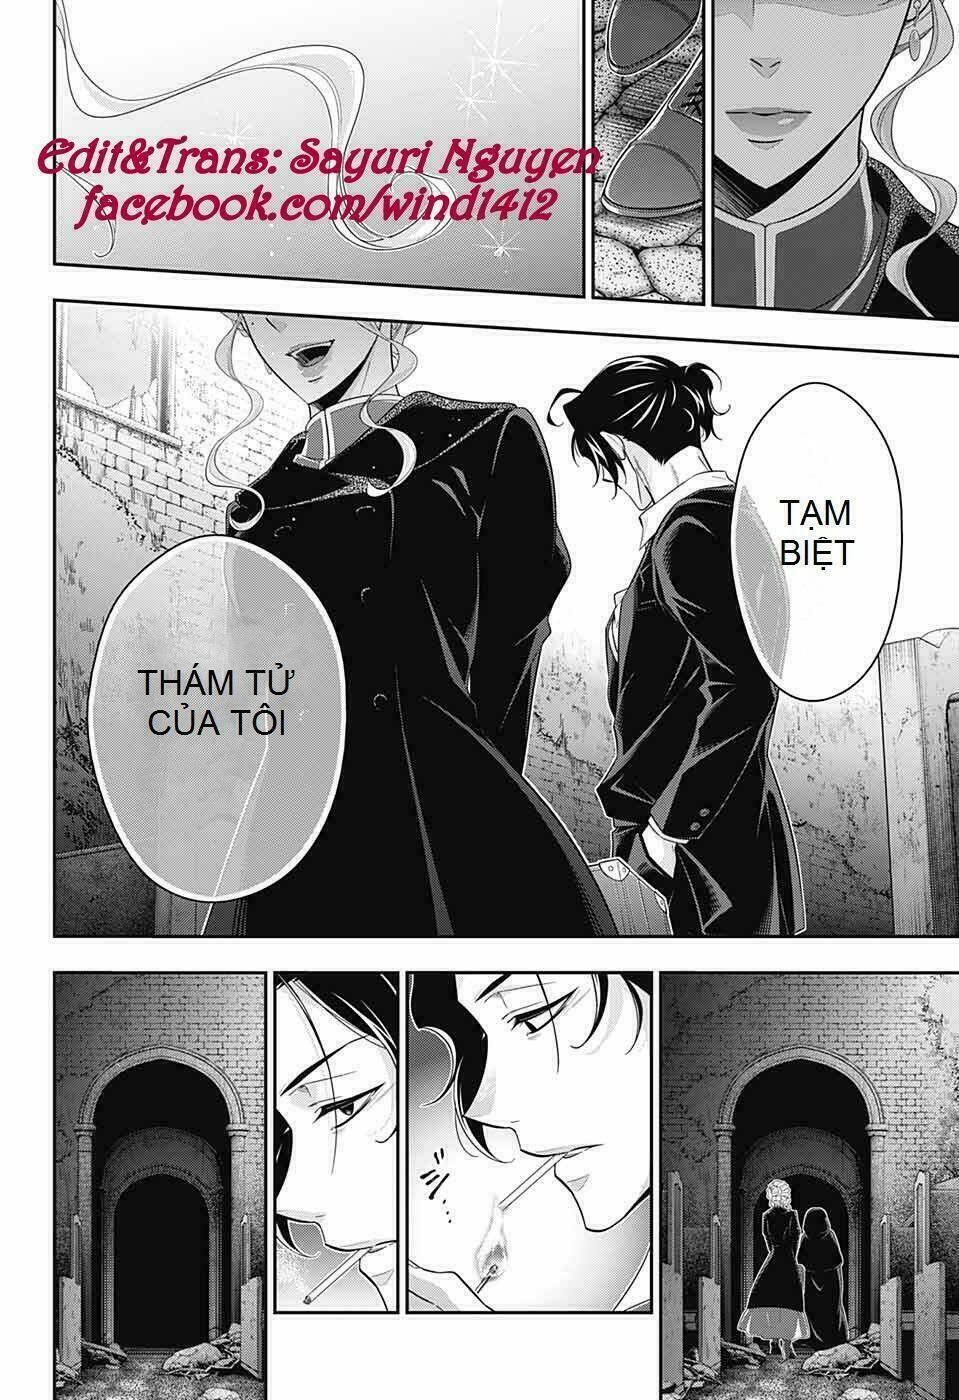 Edit&Trans: Sayuri Nguyen
facebook.com/wind1412
TẠM
BIỆT
THÁM TỬ
CỦA TÔI